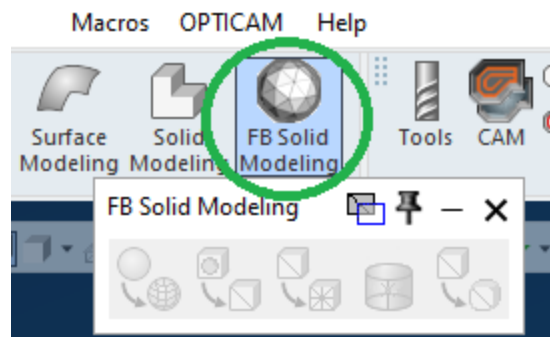 Macros OPTICAM Help
Surface Solid FB Solid Tools CAM
Modeling Modeling Modeling
FB Solid Modeling